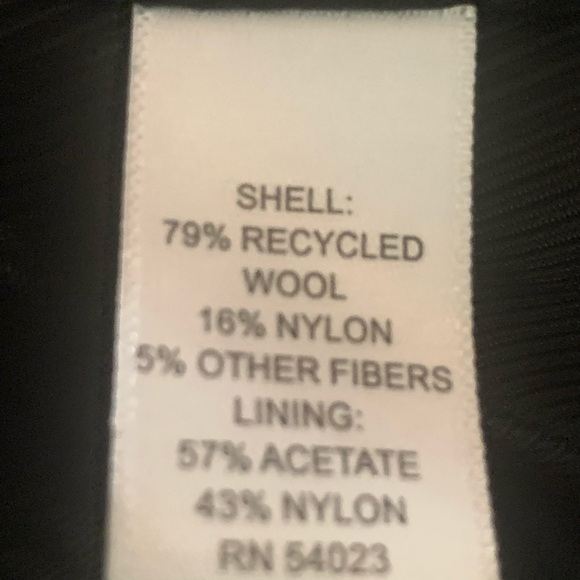 SHELL:
79% RECYCLED
WOOL
16% NYLON
5% OTHER FIBERS
LINING:
57% ACETATE
43% NYLON
RN 54023